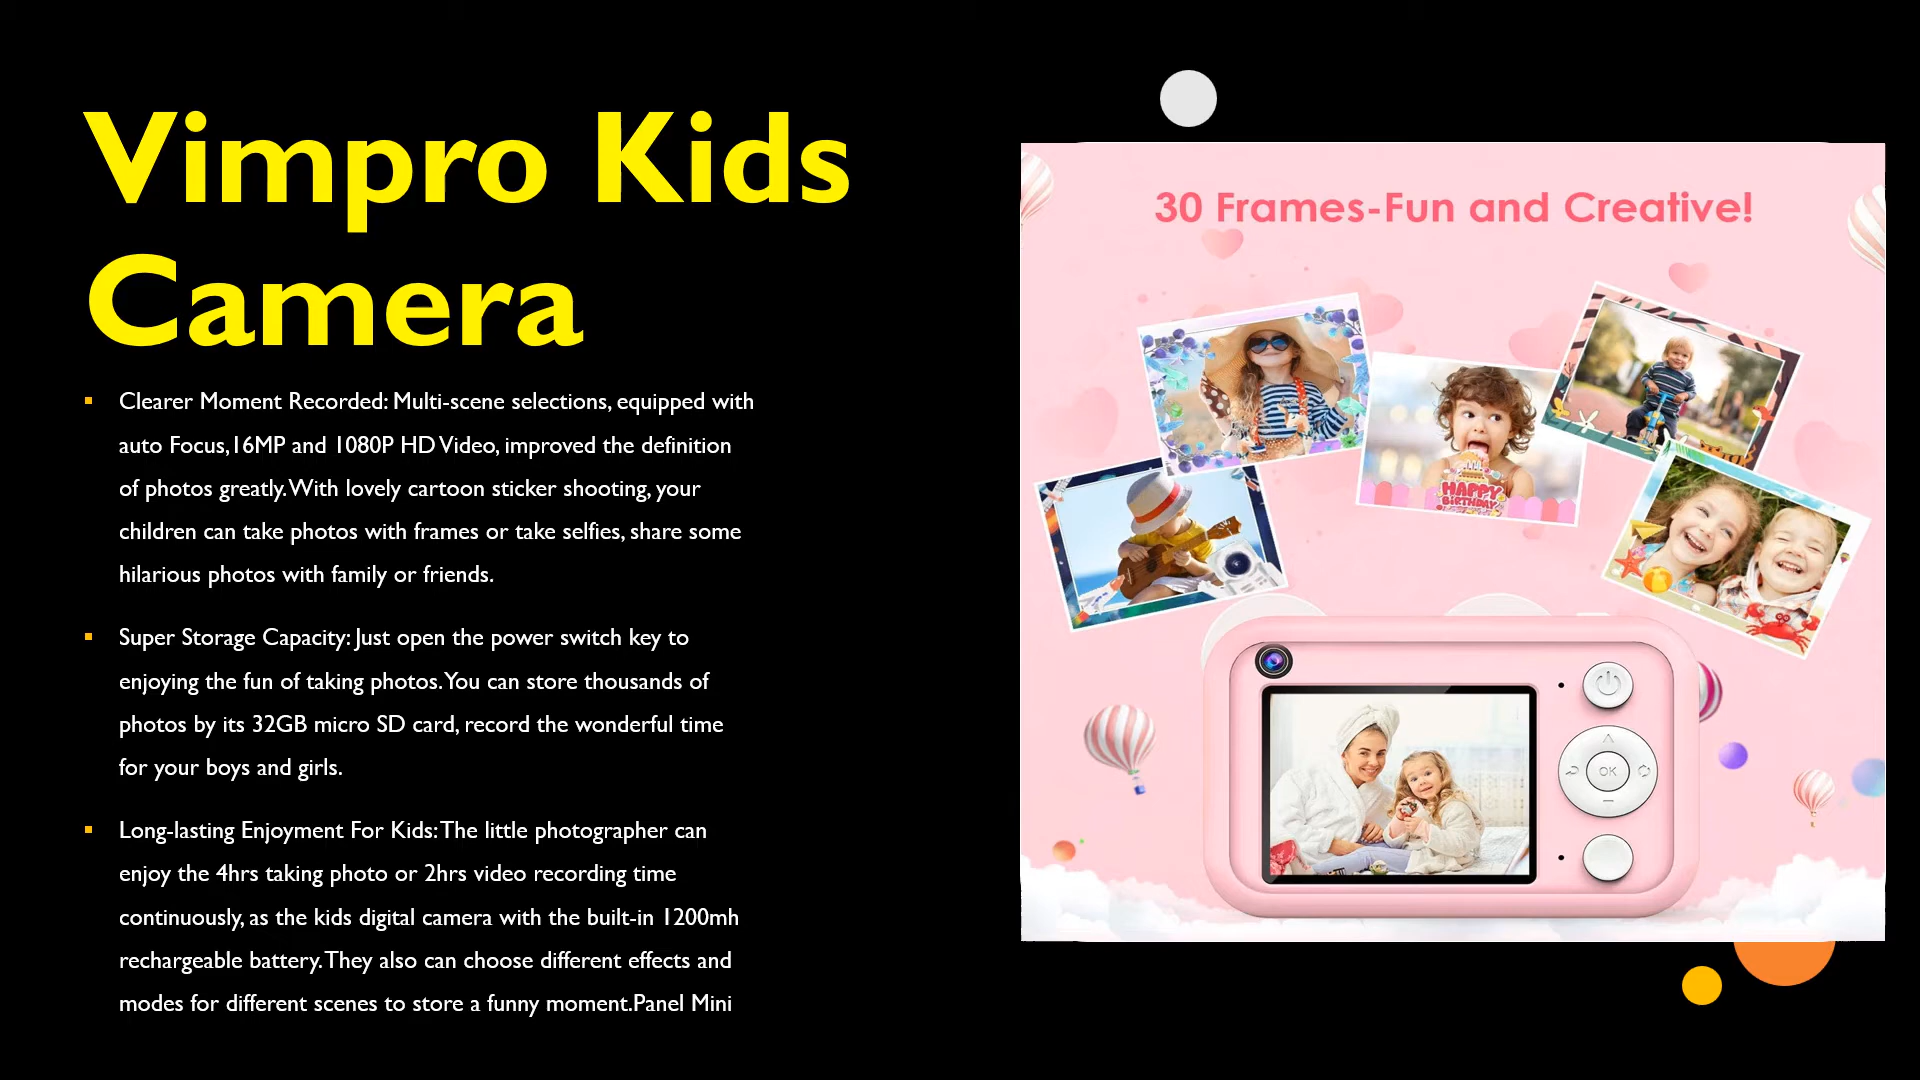 Vimpro Kids
Camera
Clearer Moment Recorded: Multi-scene selections, equipped with
auto Focus,16MP and 1080P HD Video, improved the definition
of photos greatly.With lovely cartoon sticker shooting, your
children can take photos with frames or take selfies, share some
hilarious photos with family or friends.
Super Storage Capacity: Just open the power switch key to
enjoying the fun of taking photos.You can store thousands of
photos by its 32GB micro SD card, record the wonderful time
for your boys and girls.
Long-lasting Enjoyment For Kids:The little photographer can
enjoy the 4hrs taking photo or 2hrs video recording time
continuously, as the kids digital camera with the built-in 1200mh
rechargeable battery.They also can choose different effects and
modes for different scenes to store a funny moment.Panel Mini
30 Frames-Fun and Creative!
HAPPY
BiRTHDAY
OK